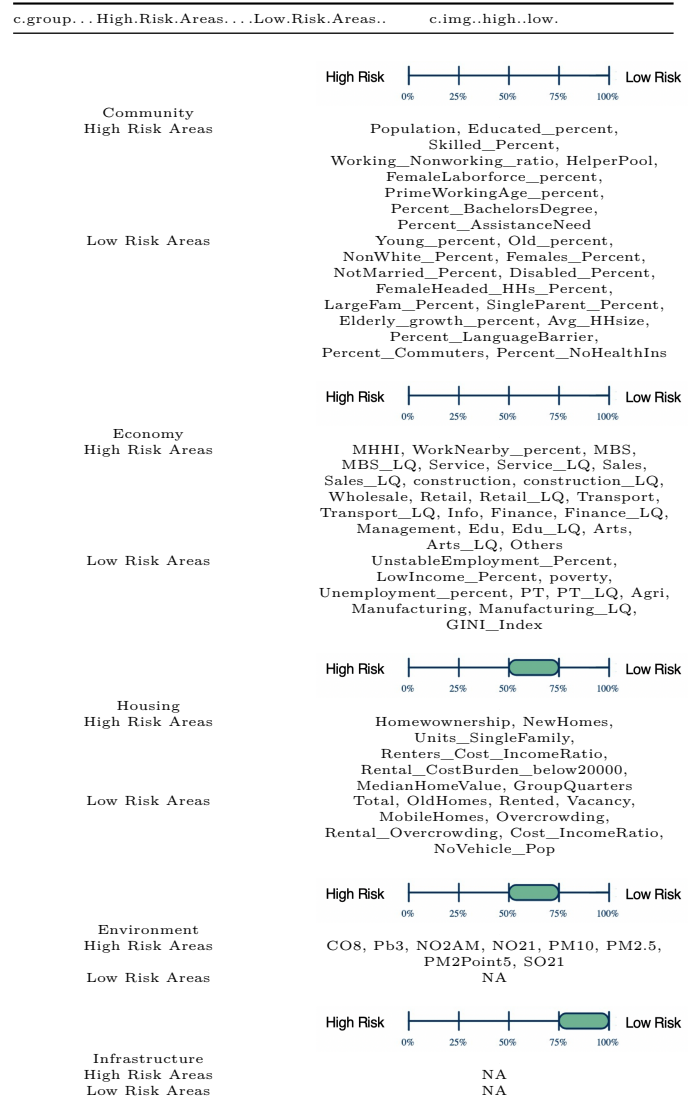 c.group...High.Risk.Areas....Low.Risk.Areas.. c.img..high..low.
High Risk Low Risk
0% 25% 50% 75% 100%
Community
High Risk Areas Population, Educated_percent,
Skilled_Percent,
Working_Nonworking_ratio, HelperPool,
FemaleLaborforce_percent,
PrimeWorkingAge_percent,
Percent_BachelorsDegree,
Percent_AssistanceNeed
Low Risk Areas Young_percent, Old_percent,
NonWhite_Percent, Females_Percent,
NotMarried_Percent, Disabled_Percent,
FemaleHeaded_HHs_Percent,
LargeFam_Percent, SingleParent_Percent,
Elderly_growth_percent, Avg_HHsize,
Percent_LanguageBarrier,
Percent_Commuters, Percent_NoHealthIns
High Risk Low Risk
0% 25% 50% 75% 100%
Economy
High Risk Areas MHHI, WorkNearby_percent, MBS,
MBS_LQ, Service, Service_LQ, Sales,
Sales_LQ, construction, construction_LQ,
Wholesale, Retail, Retail_LQ, Transport,
Transport_LQ, Info, Finance, Finance_LQ,
Management, Edu, Edu_LQ, Arts,
Arts_LQ, Others
Low Risk Areas UnstableEmployment_Percent,
LowIncome_Percent, poverty,
Unemployment_percent, PT, PT_LQ, Agri,
Manufacturing, Manufacturing_LQ,
GINI_Index
High Risk Low Risk
0% 25% 50% 75% 100%
Housing
High Risk Areas Homewownership, NewHomes,
Units_SingleFamily,
Renters_Cost_IncomeRatio,
Rental_CostBurden_below20000,
MedianHomeValue, GroupQuarters
Low Risk Areas Total, OldHomes, Rented, Vacancy,
MobileHomes, Overcrowding,
Rental_Overcrowding, Cost_IncomeRatio,
NoVehicle_Pop
High Risk Low Risk
0% 25% 50% 75% 100%
Environment
High Risk Areas CO8, Pb3, NO2AM, NO21, PM10, PM2.5,
PM2Point5, SO21
Low Risk Areas NA
High Risk Low Risk
0% 25% 50% 75% 100%
Infrastructure
High Risk Areas NA
Low Risk Areas NA